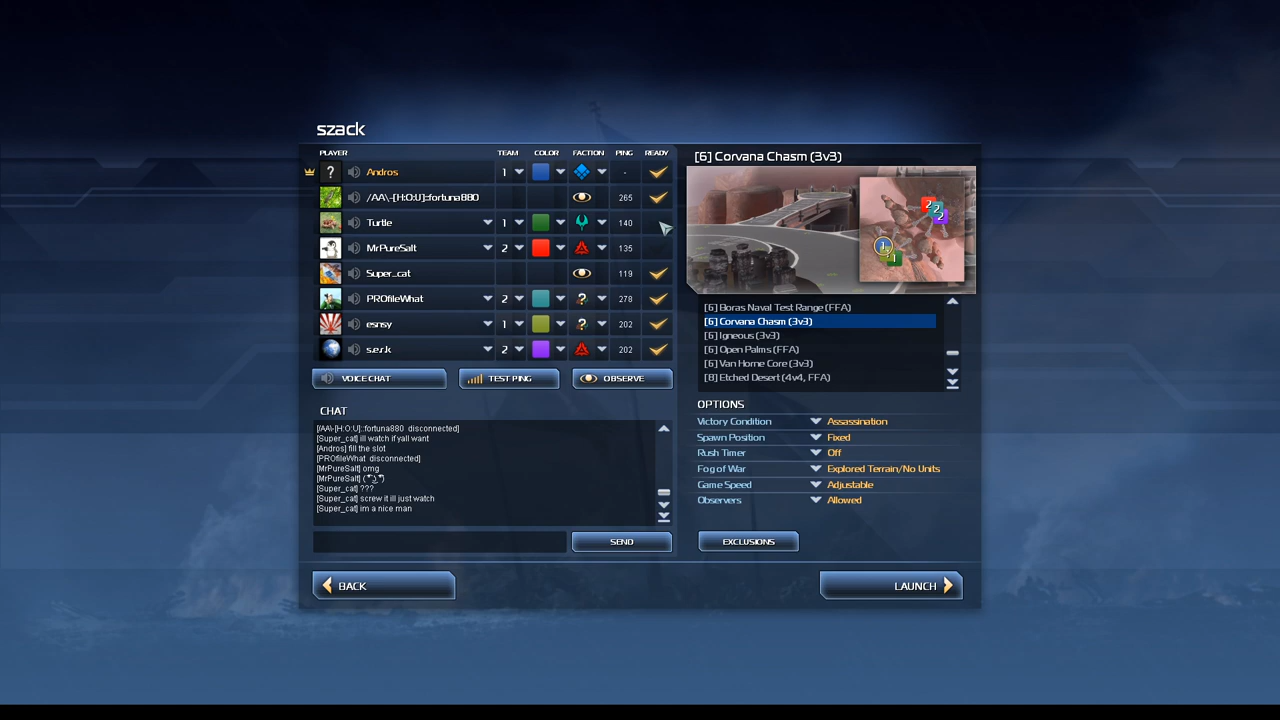 szack
PLAYER TEAM COLOR FACTION PING READY
? Andros 1 -
/AA\-[H:O:U]::fortuna880 265
Turtle 1 140
MrPureSalt 2 135
Super_cat 119
PROfileWhat 2 ? 278
esnsy 1 ? 202
s.e.r.k 2 202
VOICE CHAT TEST PING OBSERVE
CHAT
[/AA\-[H:O:U]::fortuna880 disconnected]
[Super_cat] ill watch if yall want
[Andros] fill the slot
[PROfileWhat disconnected]
[MrPureSalt] omg
[MrPureSalt]
[Super_cat] ???
[Super_cat] screw it ill just watch
[Super_cat] im a nice man
SEND
BACK
[6] Corvana Chasm (3v3)
2
2
2
1
1
[6] Boras Naval Test Range (FFA)
[6] Corvana Chasm (3v3)
[6] Igneous (3v3)
[6] Open Palms (FFA)
[6] Van Horne Core (3v3)
[8] Etched Desert (4v4, FFA)
OPTIONS
Victory Condition Assassination
Spawn Position Fixed
Rush Timer Off
Fog of War Explored Terrain/No Units
Game Speed Adjustable
Observers Allowed
EXCLUSIONS
LAUNCH